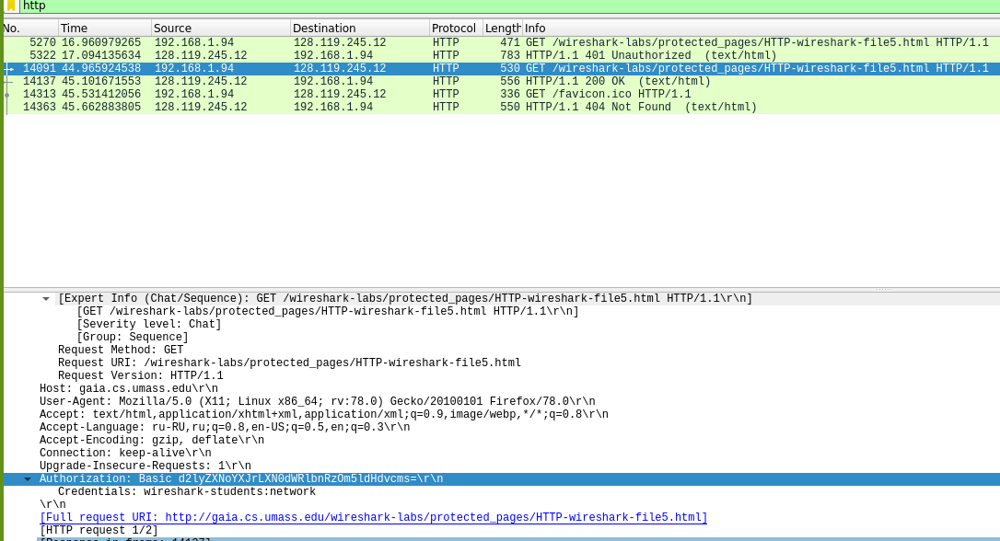 http
No. Time Source Destination Protocol Length Info
5270 16.960979265 192.168.1.94 128.119.245.12 HTTP 471 GET /wireshark-labs/protected_pages/HTTP-wireshark-file5.html HTTP/1.1
5322 17.094135634 128.119.245.12 192.168.1.94 HTTP 783 HTTP/1.1 401 Unauthorized (text/html)
14091 44.965924538 192.168.1.94 128.119.245.12 HTTP 530 GET /wireshark-labs/protected_pages/HTTP-wireshark-file5.html HTTP/1.1
14137 45.101671553 128.119.245.12 192.168.1.94 HTTP 556 HTTP/1.1 200 OK (text/html)
14313 45.531412056 192.168.1.94 128.119.245.12 HTTP 336 GET /favicon.ico HTTP/1.1
14363 45.662883805 128.119.245.12 192.168.1.94 HTTP 550 HTTP/1.1 404 Not Found (text/html)
[Expert Info (Chat/Sequence): GET /wireshark-labs/protected_pages/HTTP-wireshark-file5.html HTTP/1.1\r\n]
[GET /wireshark-labs/protected_pages/HTTP-wireshark-file5.html HTTP/1.1\r\n]
[Severity level: Chat]
[Group: Sequence]
Request Method: GET
Request URI: /wireshark-labs/protected_pages/HTTP-wireshark-file5.html
Request Version: HTTP/1.1
Host: gaia.cs.umass.edu\r\n
User-Agent: Mozilla/5.0 (X11; Linux x86_64; rv:78.0) Gecko/20100101 Firefox/78.0\r\n
Accept: text/html,application/xhtml+xml,application/xml;q=0.9,image/webp,*/*;q=0.8\r\n
Accept-Language: ru-RU,ru;q=0.8,en-US;q=0.5,en;q=0.3\r\n
Accept-Encoding: gzip, deflate\r\n
Connection: keep-alive\r\n
Upgrade-Insecure-Requests: 1\r\n
Authorization: Basic d2lyZXNoYXJrLXN0dWRlbnRzOm5ldHdvcms=\r\n
Credentials: wireshark-students:network
\r\n
[Full request URI: http://gaia.cs.umass.edu/wireshark-labs/protected_pages/HTTP-wireshark-file5.html]
[HTTP request 1/2]
[Response in frame: 14137]